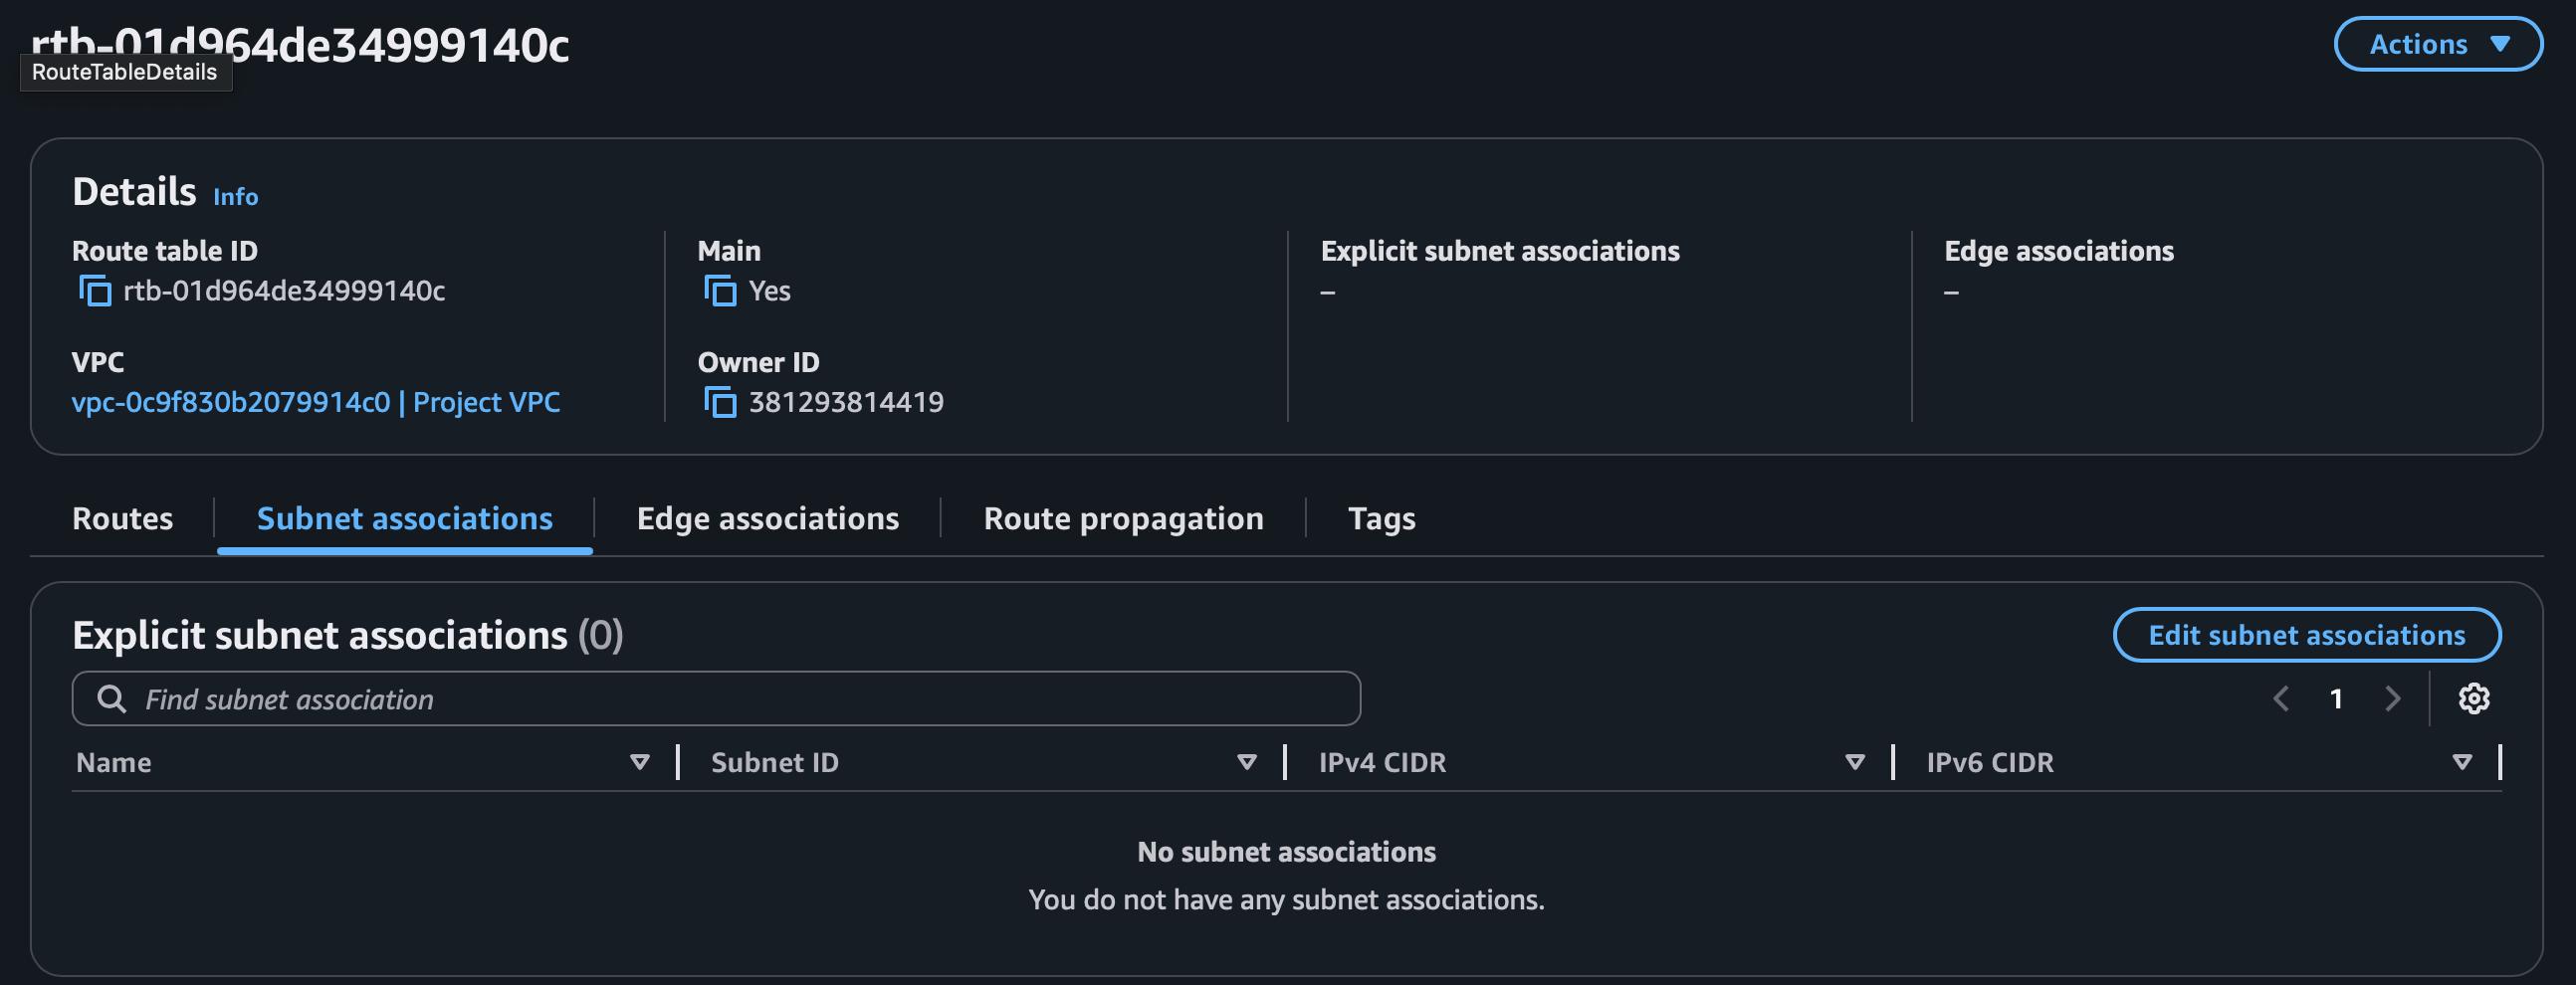 rtb-01d964de34999140c
RouteTableDetails
Actions
Details Info
Route table ID
rtb-01d964de34999140c
Main
Yes
Explicit subnet associations
–
Edge associations
–
VPC
vpc-0c9f830b2079914c0 | Project VPC
Owner ID
381293814419
Routes
Subnet associations
Edge associations
Route propagation
Tags
Explicit subnet associations (0)
Edit subnet associations
Find subnet association
1
Name
Subnet ID
IPv4 CIDR
IPv6 CIDR
No subnet associations
You do not have any subnet associations.